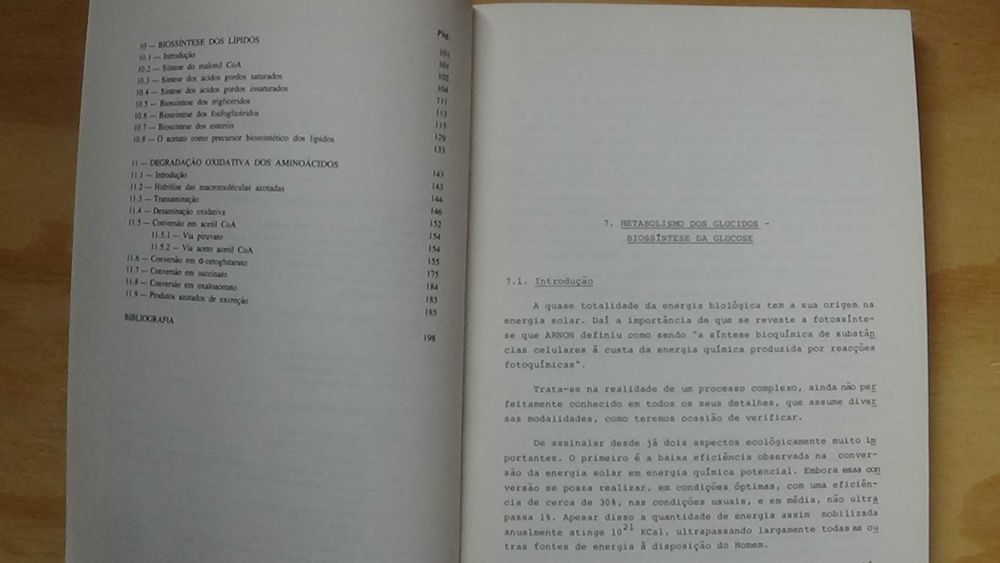 Pág.
10 — BIOSSÍNTESE DOS LÍPIDOS 101
10.1 — Introdução 101
10.2 — Síntese do malonil CoA 102
10.3 — Síntese dos ácidos gordos saturados 104
10.4 — Síntese dos ácidos gordos insaturados 111
10.5 — Biossíntese dos triglicéridos 113
10.6 — Biossíntese dos fosfoglicéridos 115
10.7 — Biossíntese dos esteróis 129
10.8 — O acetato como precursor biossintético dos lípidos 133
11 — DEGRADAÇÃO OXIDATIVA DOS AMINOÁCIDOS 143
11.1 — Introdução 143
11.2 — Hidrólise das macromoléculas azotadas 144
11.3 — Transaminação 146
11.4 — Desaminação oxidativa 152
11.5 — Conversão em acetil CoA 154
11.5.1 — Via piruvato 154
11.5.2 — Via aceto acetil CoA 155
11.6 — Conversão em α-cetoglutarato 175
11.7 — Conversão em succinato 184
11.8 — Conversão em oxaloacetato 185
11.9 — Produtos azotados de excreção 185
BIBLIOGRAFIA 198
7. METABOLISMO DOS GLUCIDOS -
BIOSSÍNTESE DA GLUCOSE
7.1. Introdução
A quase totalidade da energia biológica tem a sua origem na
energia solar. Daí a importância de que se reveste a fotossínte-
se que ARNON definiu como sendo "a síntese bioquímica de substân
cias celulares à custa da energia química produzida por reacções
fotoquímicas".
Trata-se na realidade de um processo complexo, ainda não per
feitamente conhecido em todos os seus detalhes, que assume diver
sas modalidades, como teremos ocasião de verificar.
De assinalar desde já dois aspectos ecológicamente muito im
portantes. O primeiro é a baixa eficiência observada na conver-
são da energia solar em energia química potencial. Embora essa con
versão se possa realizar, em condições óptimas, com uma eficiên-
cia de cerca de 30%, nas condições usuais, e em média, não ultra
passa 1%. Apesar disso a quantidade de energia assim mobilizada
anualmente atinge 10²¹ KCal, ultrapassando largamente todas as ou
tras fontes de energia à disposição do Homem.